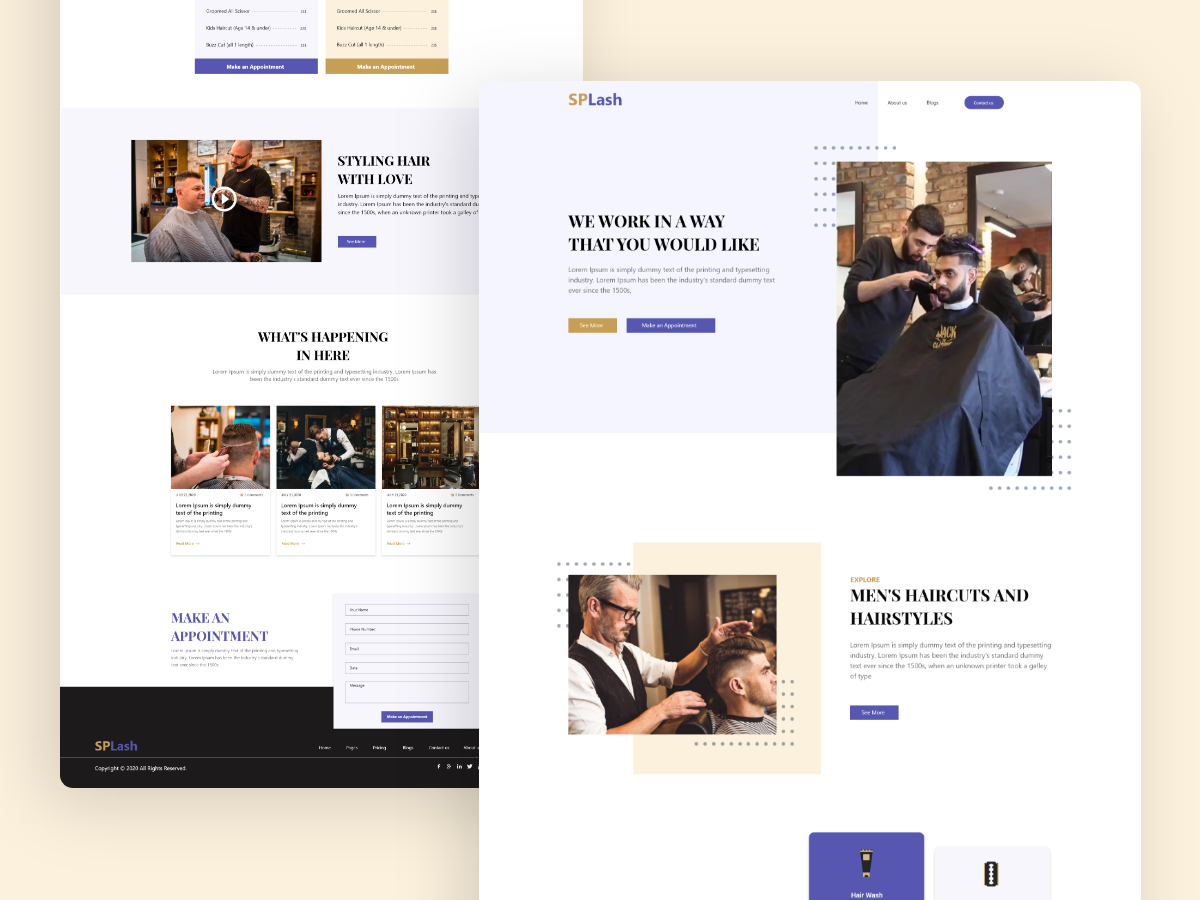 Groomed All Scissor
Kids Haircut (Age 14 & under)
Buzz Cut (all 1 length)
Make an Appointment
Groomed All Scissor
Kids Haircut (Age 14 & under)
Buzz Cut (all 1 length)
Make an Appointment
STYLING HAIR
WITH LOVE
Lorem Ipsum is simply dummy text of the printing and
industry. Lorem Ipsum has been the industry's standard
since the 1500s, when an unknown printer took a galley of
See More
WHAT'S HAPPENING
IN HERE
Lorem Ipsum is simply dummy text of the printing and typesetting industry. Lorem Ipsum has
been the industry's standard dummy text ever since the 1500s
Comments
Lorem Ipsum is simply dummy
text of the printing
Read More →
Comments
Lorem Ipsum is simply dummy
text of the printing
Read More →
Comments
Lorem Ipsum is simply dummy
text of the printing
Read More →
MAKE AN
APPOINTMENT
Lorem Ipsum is simply dummy text of the printing and typesetting
industry. Lorem Ipsum has been the industry's standard dummy
text ever since the 1500s
Your Name
Phone Number
Email
Date
Message
Make an Appointment
SPLash
Home Pages Pricing Blogs Contact us About
Copyright © 2020 All Rights Reserved.
SPLash
Home About us Blogs Contact us
WE WORK IN A WAY
THAT YOU WOULD LIKE
Lorem Ipsum is simply dummy text of the printing and typesetting
industry. Lorem Ipsum has been the industry's standard dummy text
ever since the 1500s,
See More Make an Appointment
JACK
EXPLORE
MEN'S HAIRCUTS AND
HAIRSTYLES
Lorem Ipsum is simply dummy text of the printing and typesetting
industry. Lorem Ipsum has been the industry's standard dummy
text ever since the 1500s, when an unknown printer took a galley
of type
See More
Hair Wash